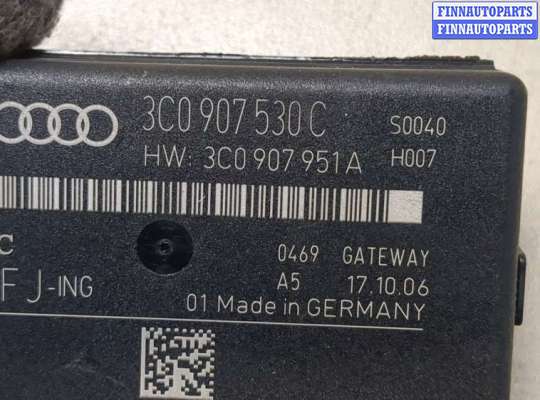 FINNAUTOPARTS
FINNAUTOPARTS
3C0 907 530 C S0040
HW: 3C0 907 951 A H007
C
0469 GATEWAY
FJ-ING A5 17.10.06
01 Made in GERMANY